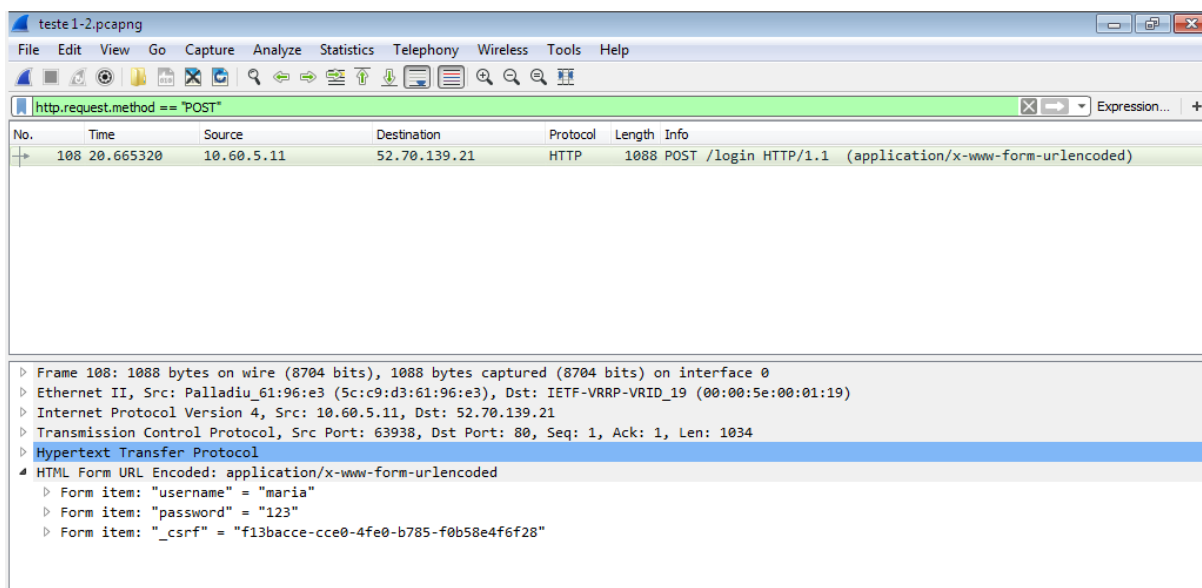 teste 1-2.pcapng
File Edit View Go Capture Analyze Statistics Telephony Wireless Tools Help
http.request.method == "POST"
Expression... +
No. Time Source Destination Protocol Length Info
108 20.665320 10.60.5.11 52.70.139.21 HTTP 1088 POST /login HTTP/1.1 (application/x-www-form-urlencoded)
Frame 108: 1088 bytes on wire (8704 bits), 1088 bytes captured (8704 bits) on interface 0
Ethernet II, Src: Palladiu_61:96:e3 (5c:c9:d3:61:96:e3), Dst: IETF-VRRP-VRID_19 (00:00:5e:00:01:19)
Internet Protocol Version 4, Src: 10.60.5.11, Dst: 52.70.139.21
Transmission Control Protocol, Src Port: 63938, Dst Port: 80, Seq: 1, Ack: 1, Len: 1034
Hypertext Transfer Protocol
HTML Form URL Encoded: application/x-www-form-urlencoded
Form item: "username" = "maria"
Form item: "password" = "123"
Form item: "_csrf" = "f13bacce-cce0-4fe0-b785-f0b58e4f6f28"